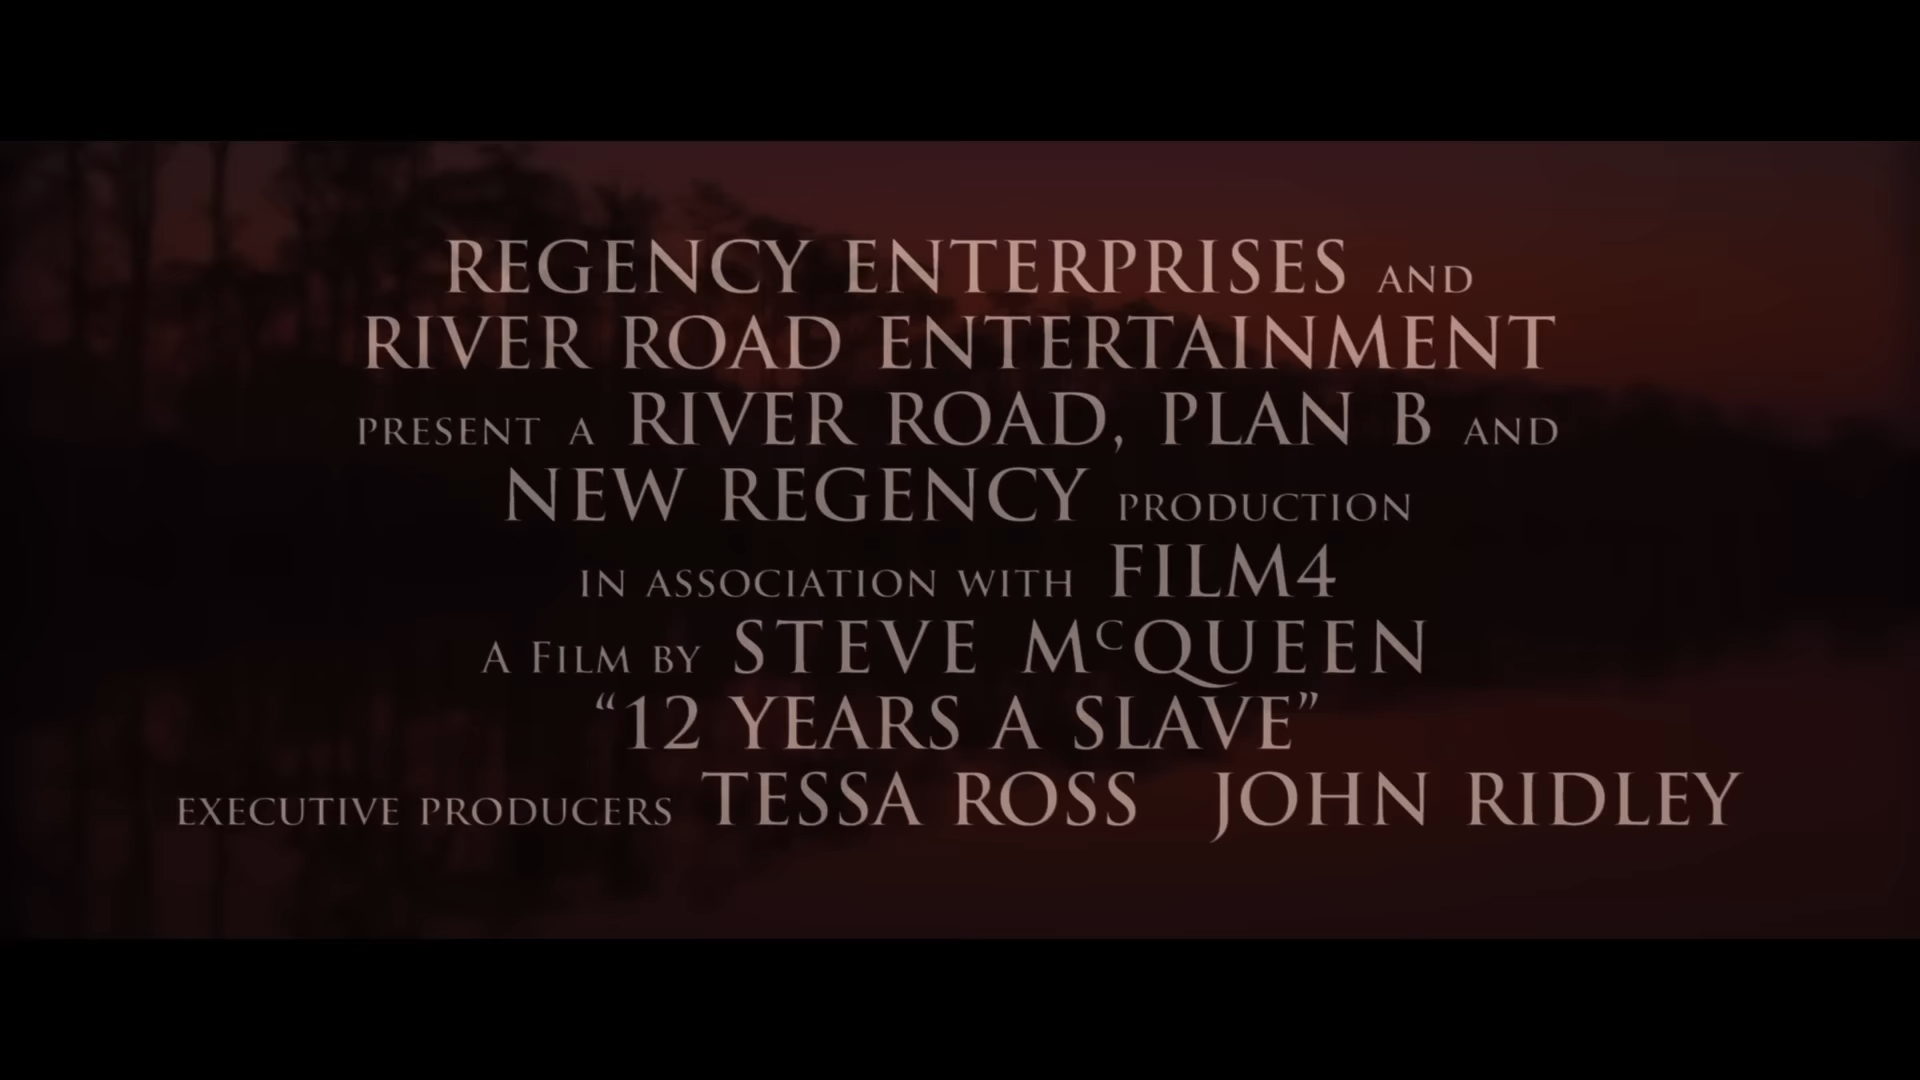 REGENCY ENTERPRISES AND
RIVER ROAD ENTERTAINMENT
PRESENT A RIVER ROAD, PLAN B AND
NEW REGENCY PRODUCTION
IN ASSOCIATION WITH FILM4
A FILM BY STEVE McQUEEN
“12 YEARS A SLAVE”
EXECUTIVE PRODUCERS TESSA ROSS JOHN RIDLEY